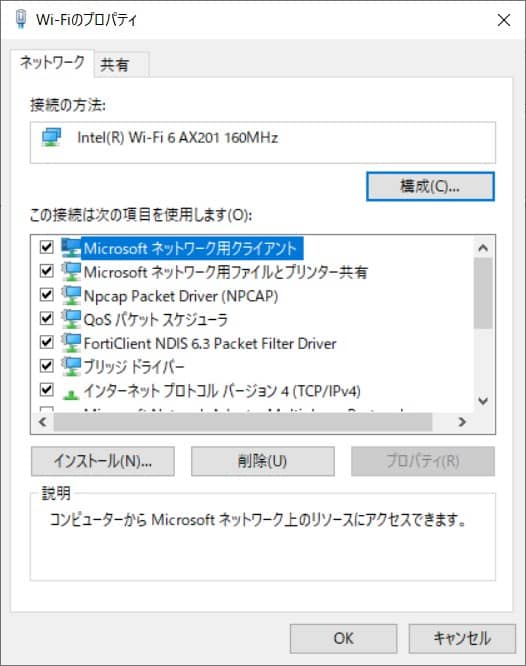 Wi-Fiのプロパティ
ネットワーク 共有
接続の方法:
Intel(R) Wi-Fi 6 AX201 160MHz
構成(C)...
この接続は次の項目を使用します(O):
Microsoft ネットワーク用クライアント
Microsoft ネットワーク用ファイルとプリンター共有
Npcap Packet Driver (NPCAP)
QoS パケット スケジューラ
FortiClient NDIS 6.3 Packet Filter Driver
ブリッジ ドライバー
インターネット プロトコル バージョン 4 (TCP/IPv4)
インストール(N)... 削除(U) プロパティ(R)
説明
コンピューターから Microsoft ネットワーク上のリソースにアクセスできます。
OK キャンセル